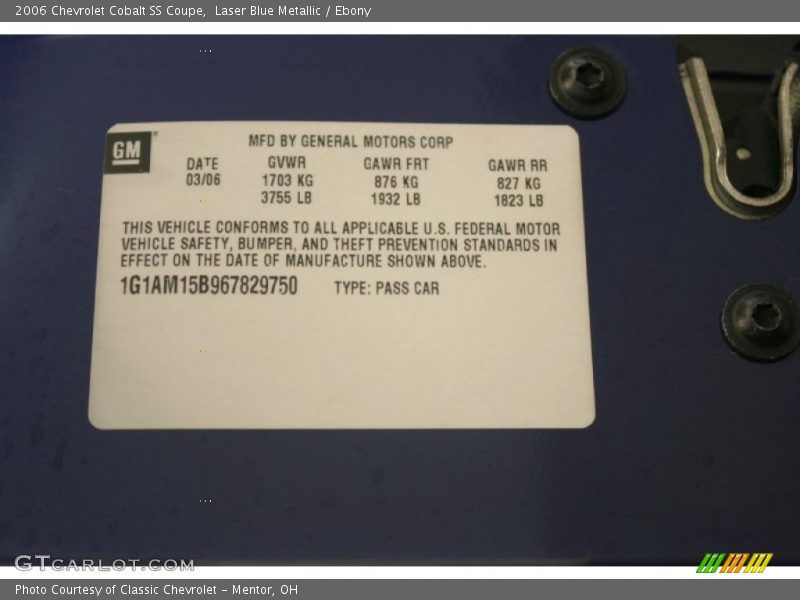 2006 Chevrolet Cobalt SS Coupe,  Laser Blue Metallic / Ebony
GM
MFD BY GENERAL MOTORS CORP
DATE GVWR GAWR FRT GAWR RR
03/06 1703 KG 876 KG 827 KG
3755 LB 1932 LB 1823 LB
THIS VEHICLE CONFORMS TO ALL APPLICABLE U.S. FEDERAL MOTOR
VEHICLE SAFETY, BUMPER, AND THEFT PREVENTION STANDARDS IN
EFFECT ON THE DATE OF MANUFACTURE SHOWN ABOVE.
1G1AM15B967829750 TYPE: PASS CAR
GTCARLOT.COM
Photo Courtesy of Classic Chevrolet - Mentor, OH